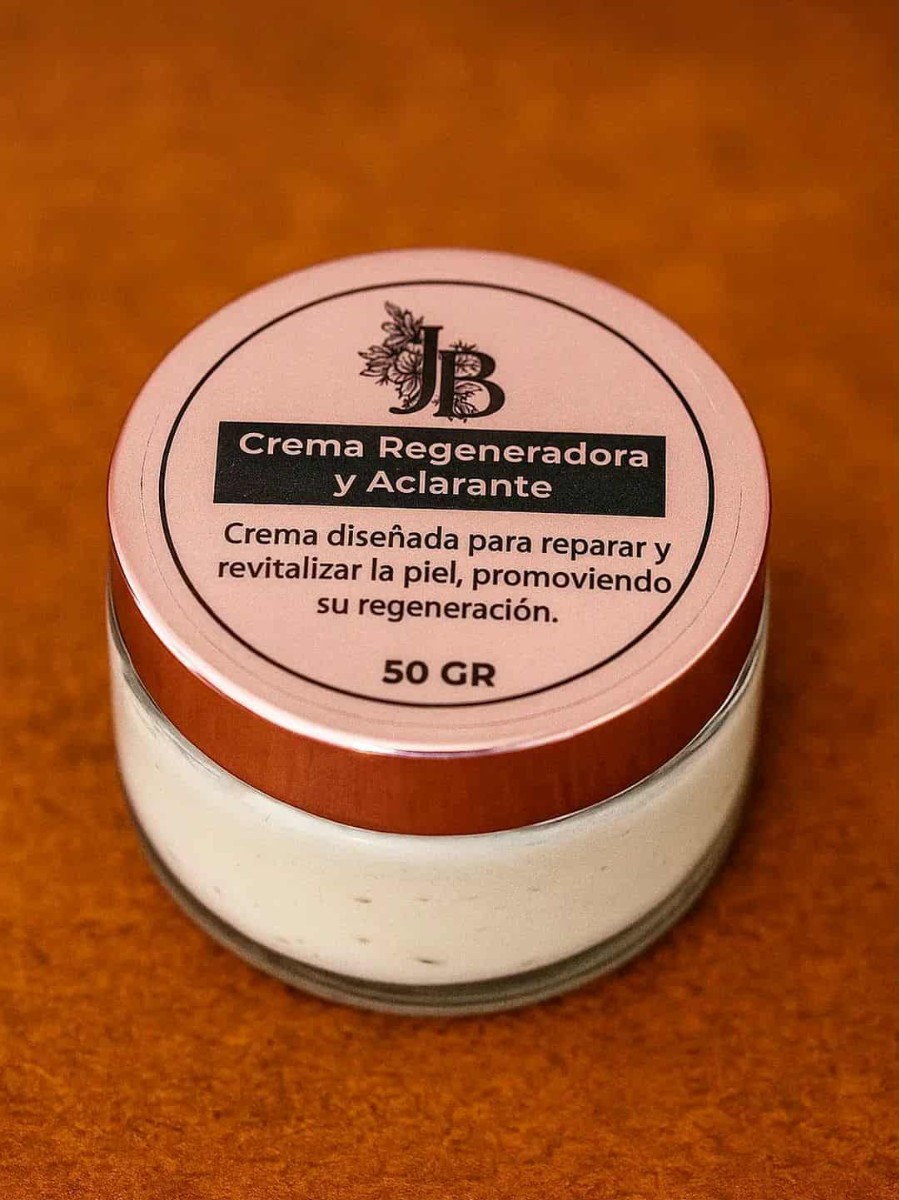 JB
Crema Regeneradora
y Aclarante
Crema diseñada para reparar y
revitalizar la piel, promoviendo
su regeneración.
50 GR